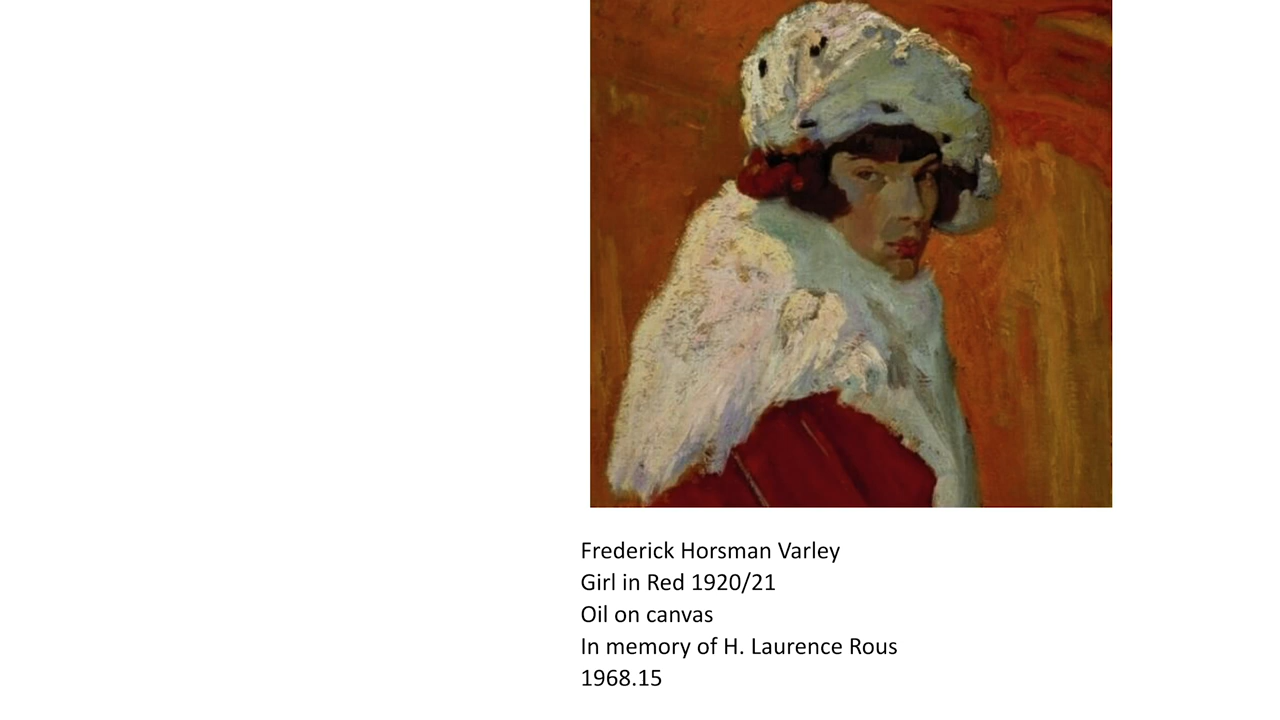 Frederick Horsman Varley
Girl in Red 1920/21
Oil on canvas
In memory of H. Laurence Rous
1968.15